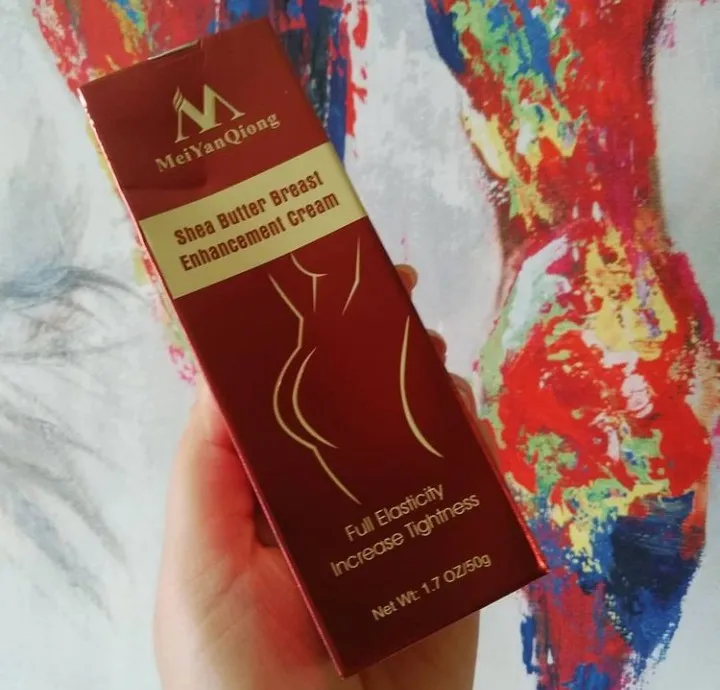 MeiYanQiong
Shea Butter Breast
Enhancement Cream
Full Elasticity
Increase Tightness
Net Wt: 1.7 OZ/50g